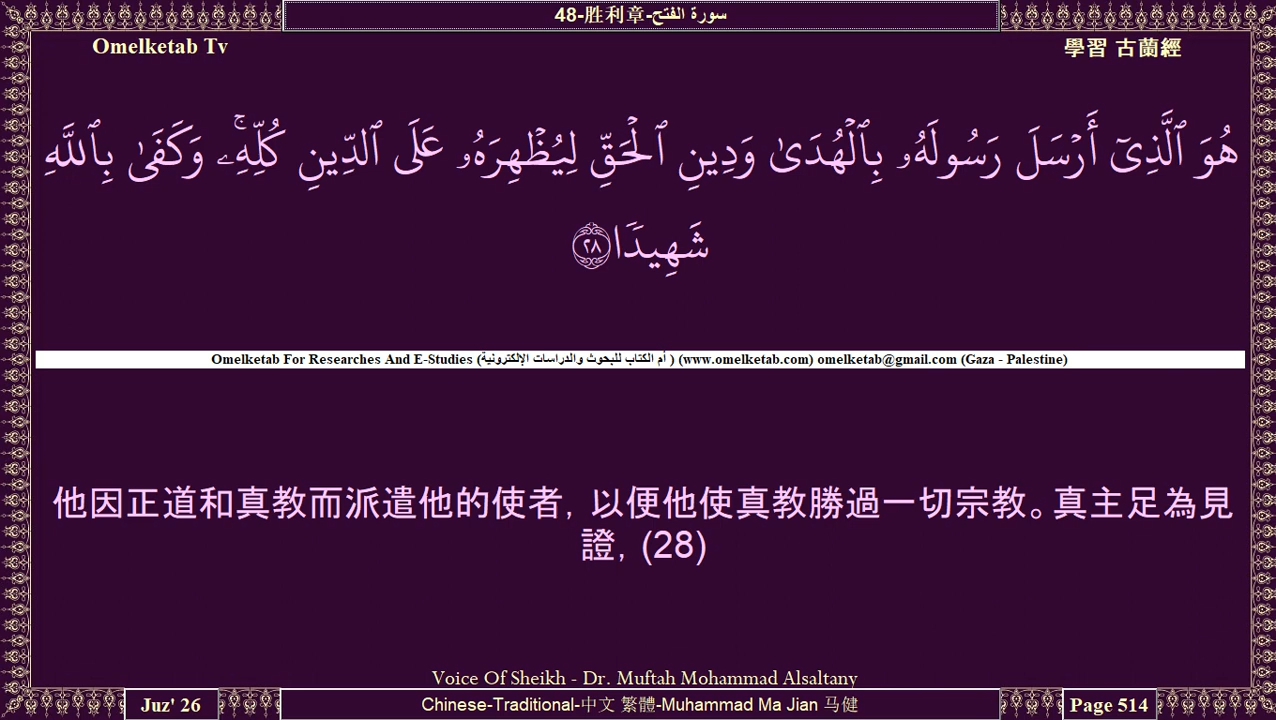 48-胜利章-سورة الفتح
Omelketab Tv
學習 古蘭經
هُوَ ٱلَّذِىٓ أَرْسَلَ رَسُولَهُۥ بِٱلْهُدَىٰ وَدِينِ ٱلْحَقِّ لِيُظْهِرَهُۥ عَلَى ٱلدِّينِ كُلِّهِۦ ۚ وَكَفَىٰ بِٱللَّهِ
شَهِيدًا ٢٨
Omelketab For Researches And E-Studies (أم الكتاب للبحوث والدراسات الإلكترونية ) (www.omelketab.com) omelketab@gmail.com (Gaza - Palestine)
他因正道和真教而派遣他的使者，以便他使真教勝過一切宗教。真主足為見
證，(28)
Voice Of Sheikh - Dr. Muftah Mohammad Alsaltany
Juz' 26
Chinese-Traditional-中文 繁體-Muhammad Ma Jian 马健
Page 514